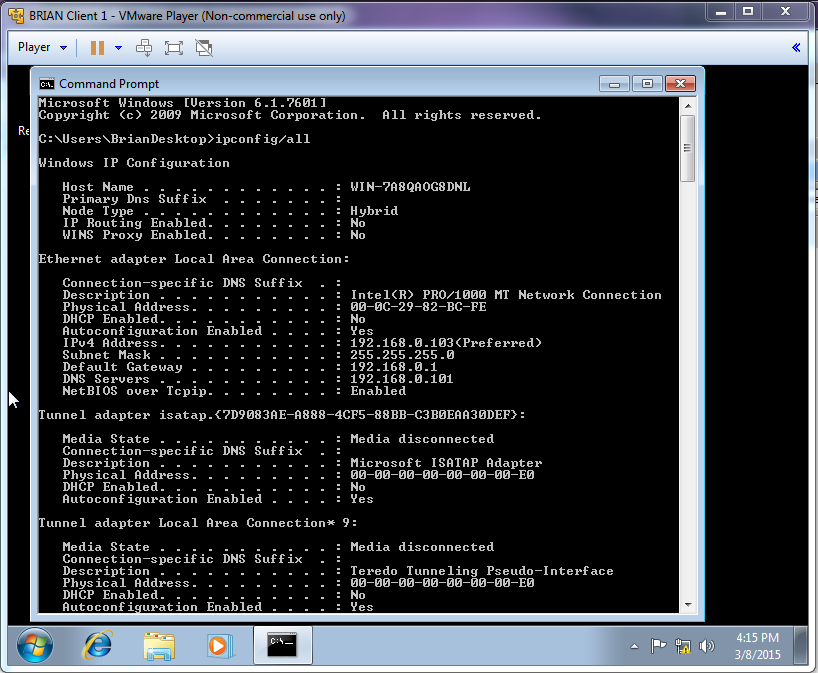 BRIAN Client 1 - VMware Player (Non-commercial use only)
Player
Re
Command Prompt
Microsoft Windows [Version 6.1.7601]
Copyright (c) 2009 Microsoft Corporation.  All rights reserved.
C:\Users\BrianDesktop>ipconfig/all
Windows IP Configuration
Host Name . . . . . . . . . . . . : WIN-7A8QAOG8DNL
Primary Dns Suffix  . . . . . . . :
Node Type . . . . . . . . . . . . : Hybrid
IP Routing Enabled. . . . . . . . : No
WINS Proxy Enabled. . . . . . . . : No
Ethernet adapter Local Area Connection:
Connection-specific DNS Suffix  . :
Description . . . . . . . . . . . : Intel(R) PRO/1000 MT Network Connection
Physical Address. . . . . . . . . : 00-0C-29-82-BC-FE
DHCP Enabled. . . . . . . . . . . : No
Autoconfiguration Enabled . . . . : Yes
IPv4 Address. . . . . . . . . . . : 192.168.0.103(Preferred)
Subnet Mask . . . . . . . . . . . : 255.255.255.0
Default Gateway . . . . . . . . . : 192.168.0.1
DNS Servers . . . . . . . . . . . : 192.168.0.101
NetBIOS over Tcpip. . . . . . . . : Enabled
Tunnel adapter isatap.{7D9083AE-A888-4CF5-88BB-C3B0EAA30DEF}:
Media State . . . . . . . . . . . : Media disconnected
Connection-specific DNS Suffix  . :
Description . . . . . . . . . . . : Microsoft ISATAP Adapter
Physical Address. . . . . . . . . : 00-00-00-00-00-00-00-E0
DHCP Enabled. . . . . . . . . . . : No
Autoconfiguration Enabled . . . . : Yes
Tunnel adapter Local Area Connection* 9:
Media State . . . . . . . . . . . : Media disconnected
Connection-specific DNS Suffix  . :
Description . . . . . . . . . . . : Teredo Tunneling Pseudo-Interface
Physical Address. . . . . . . . . : 00-00-00-00-00-00-00-E0
DHCP Enabled. . . . . . . . . . . : No
Autoconfiguration Enabled . . . . : Yes
4:15 PM
3/8/2015